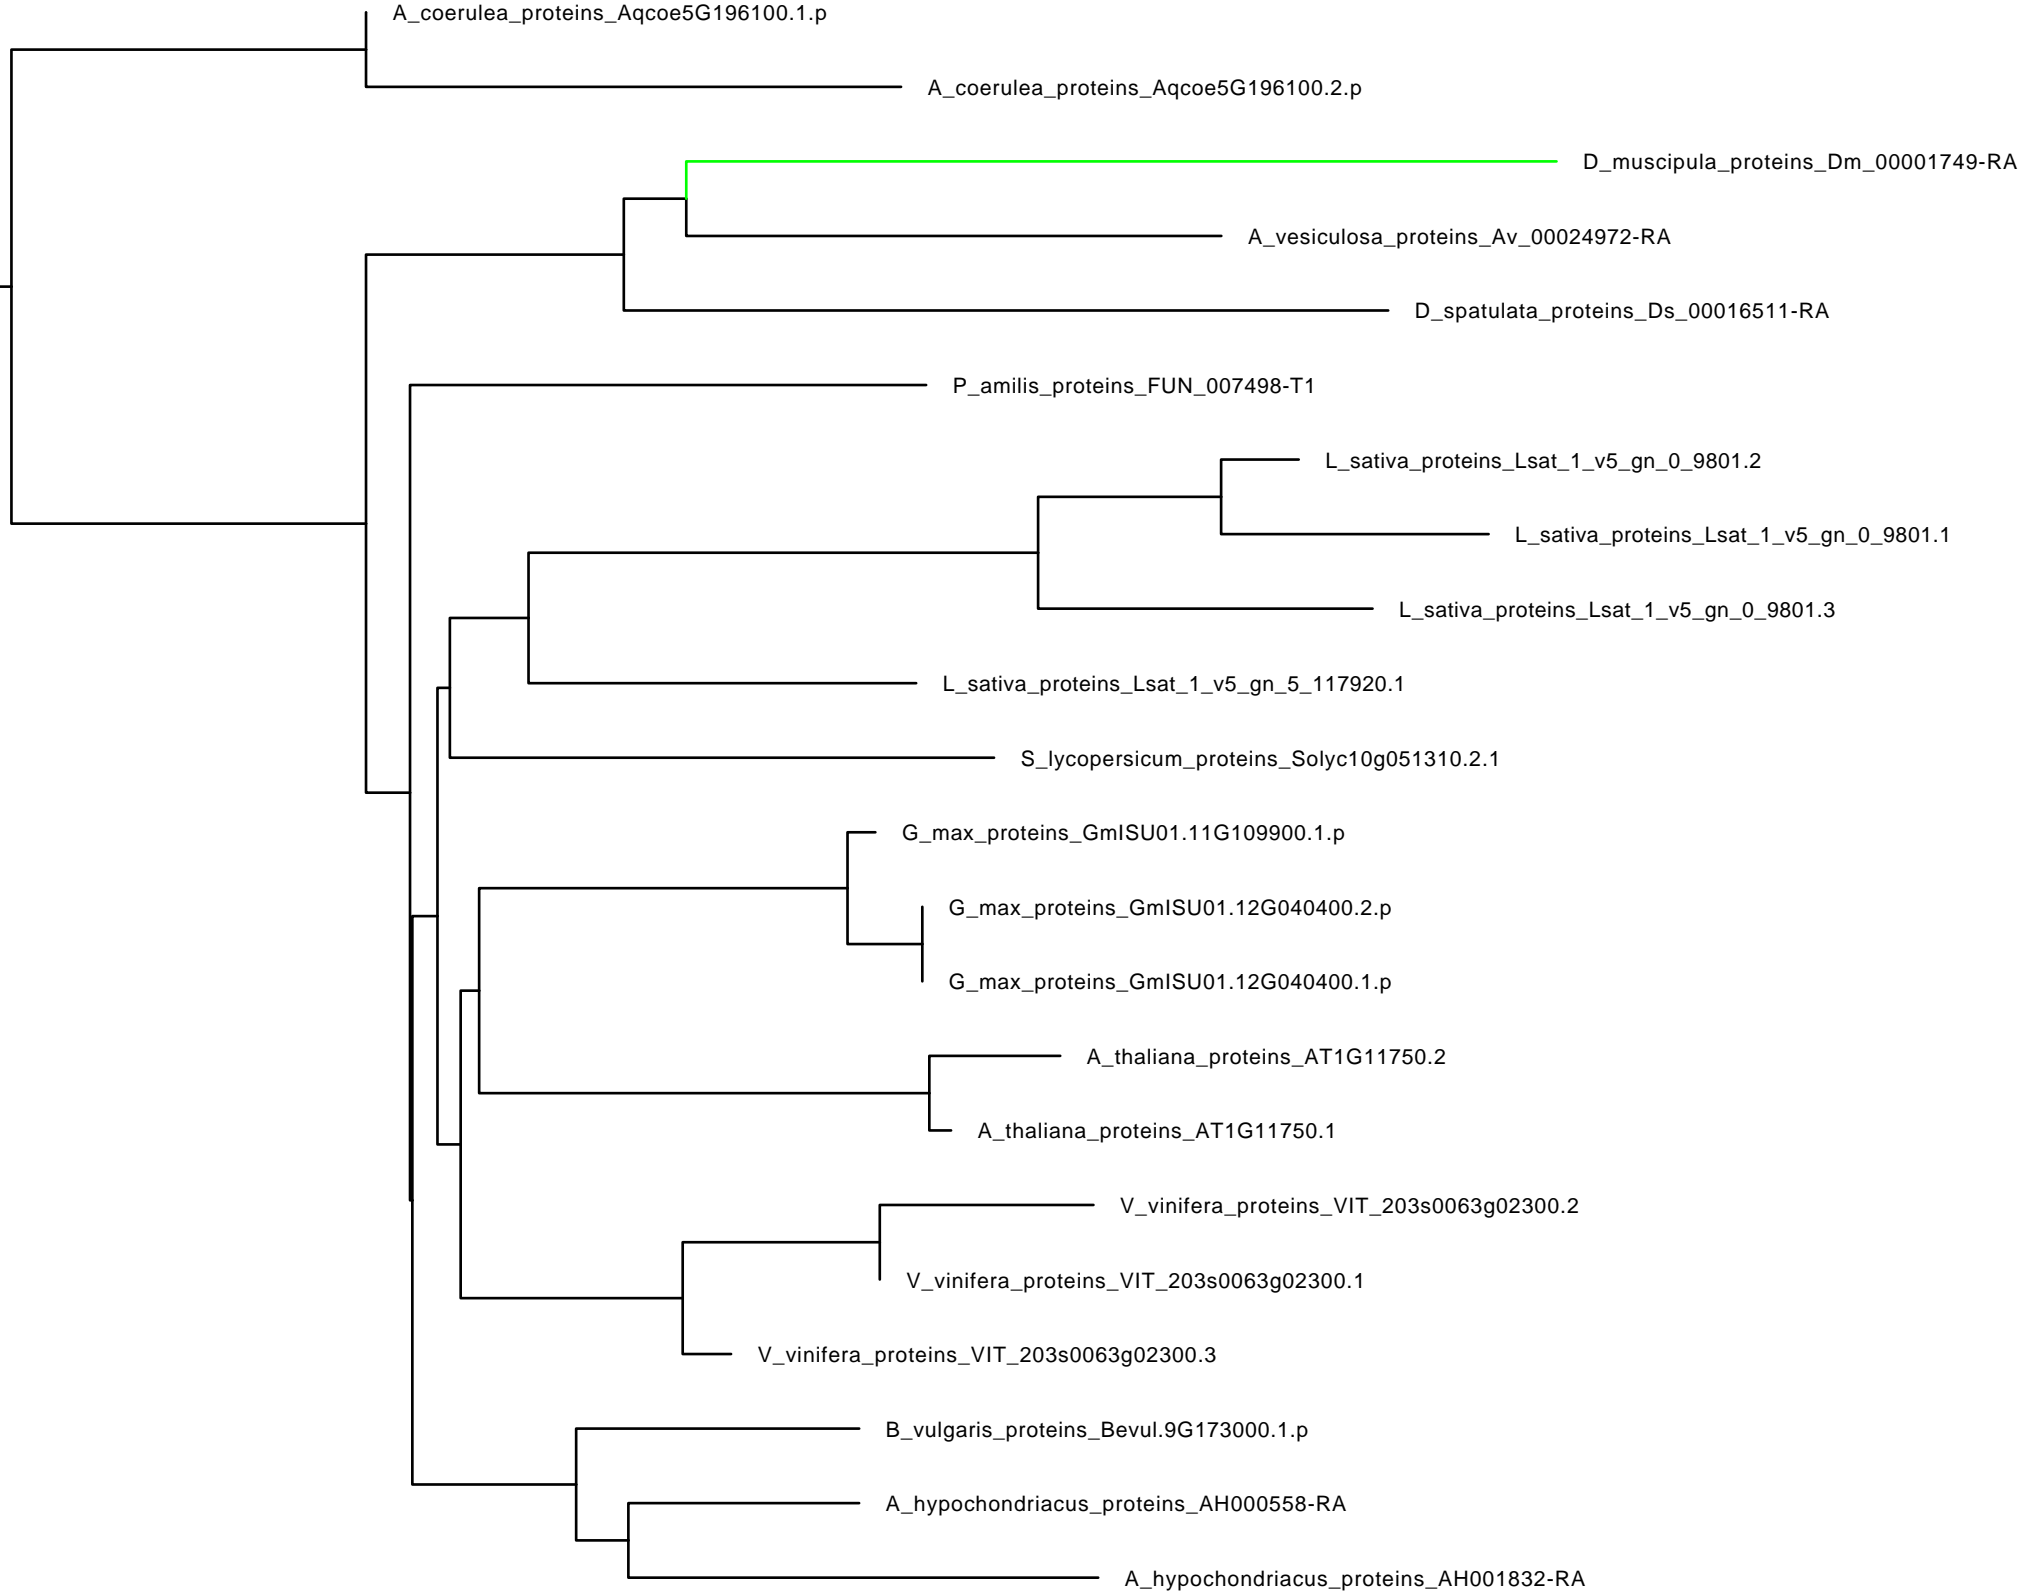 A_coerulea_proteins_Aqcoe5G196100.1.p
A_coerulea_proteins_Aqcoe5G196100.2.p
D_muscipula_proteins_Dm_00001749-RA
A_vesiculosa_proteins_Av_00024972-RA
D_spatulata_proteins_Ds_00016511-RA
P_amilis_proteins_FUN_007498-T1
L_sativa_proteins_Lsat_1_v5_gn_0_9801.2
L_sativa_proteins_Lsat_1_v5_gn_0_9801.1
L_sativa_proteins_Lsat_1_v5_gn_0_9801.3
L_sativa_proteins_Lsat_1_v5_gn_5_117920.1
S_lycopersicum_proteins_Solyc10g051310.2.1
G_max_proteins_GmISU01.11G109900.1.p
G_max_proteins_GmISU01.12G040400.2.p
G_max_proteins_GmISU01.12G040400.1.p
A_thaliana_proteins_AT1G11750.2
A_thaliana_proteins_AT1G11750.1
V_vinifera_proteins_VIT_203s0063g02300.2
V_vinifera_proteins_VIT_203s0063g02300.1
V_vinifera_proteins_VIT_203s0063g02300.3
B_vulgaris_proteins_Bevul.9G173000.1.p
A_hypochondriacus_proteins_AH000558-RA
A_hypochondriacus_proteins_AH001832-RA